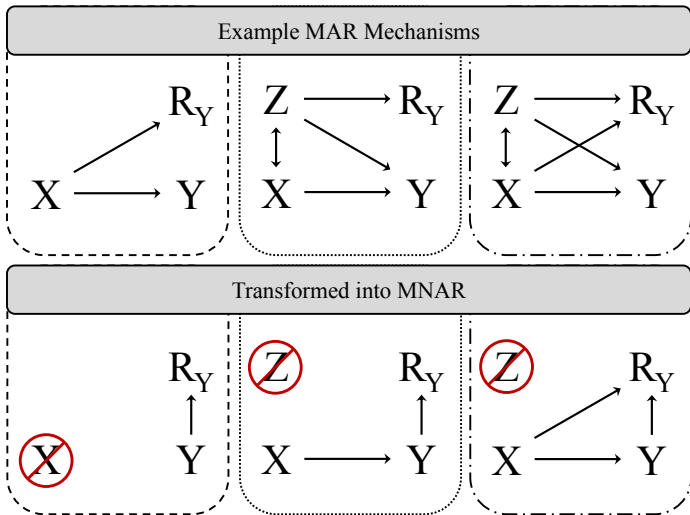 Example MAR Mechanisms
R_Y Z R_Y Z R_Y
X Y X Y X Y
Transformed into MNAR
R_Y Z R_Y Z R_Y
X Y X Y X Y